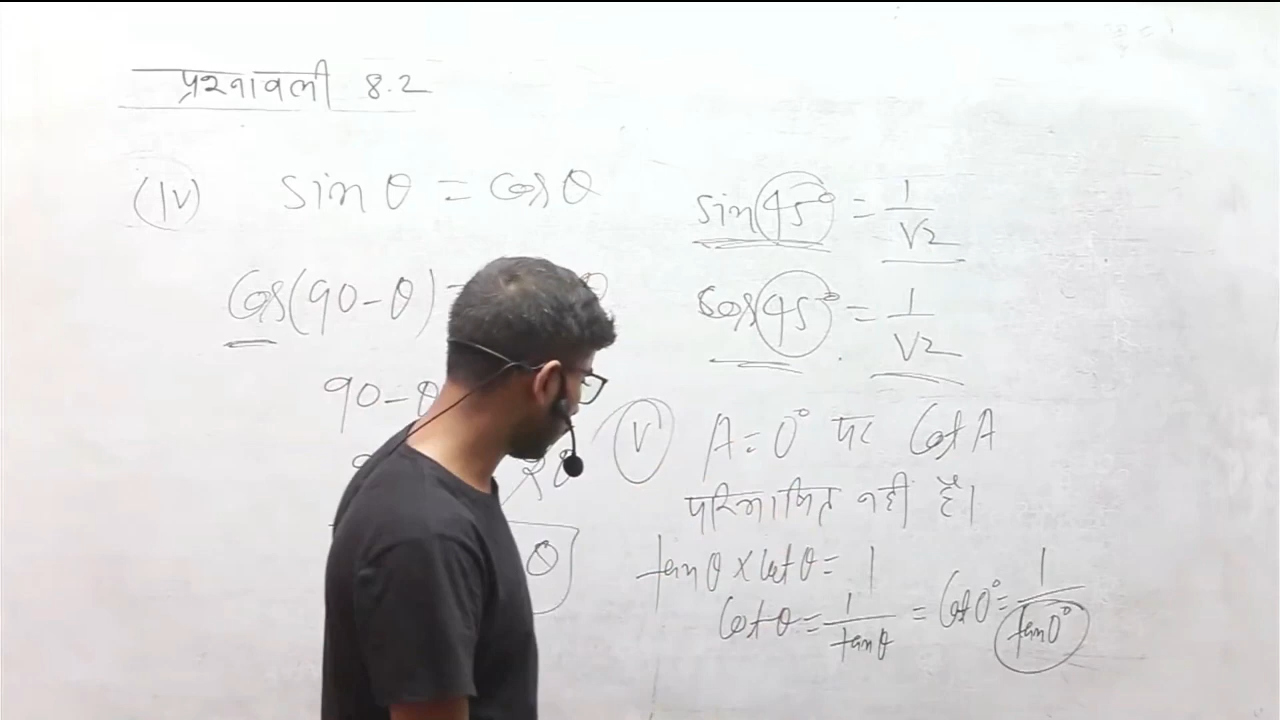 प्रश्नावली 8.2
(iv) sin θ = cos θ
cos(90-θ) =
90-θ
θ
sin 45° = 1/√2
cos 45° = 1/√2
(v) A = 0° पर cot A
परिभाषित नहीं है।
tan θ × cot θ = 1
cot θ = 1/tan θ = cot 0° = 1/tan 0°